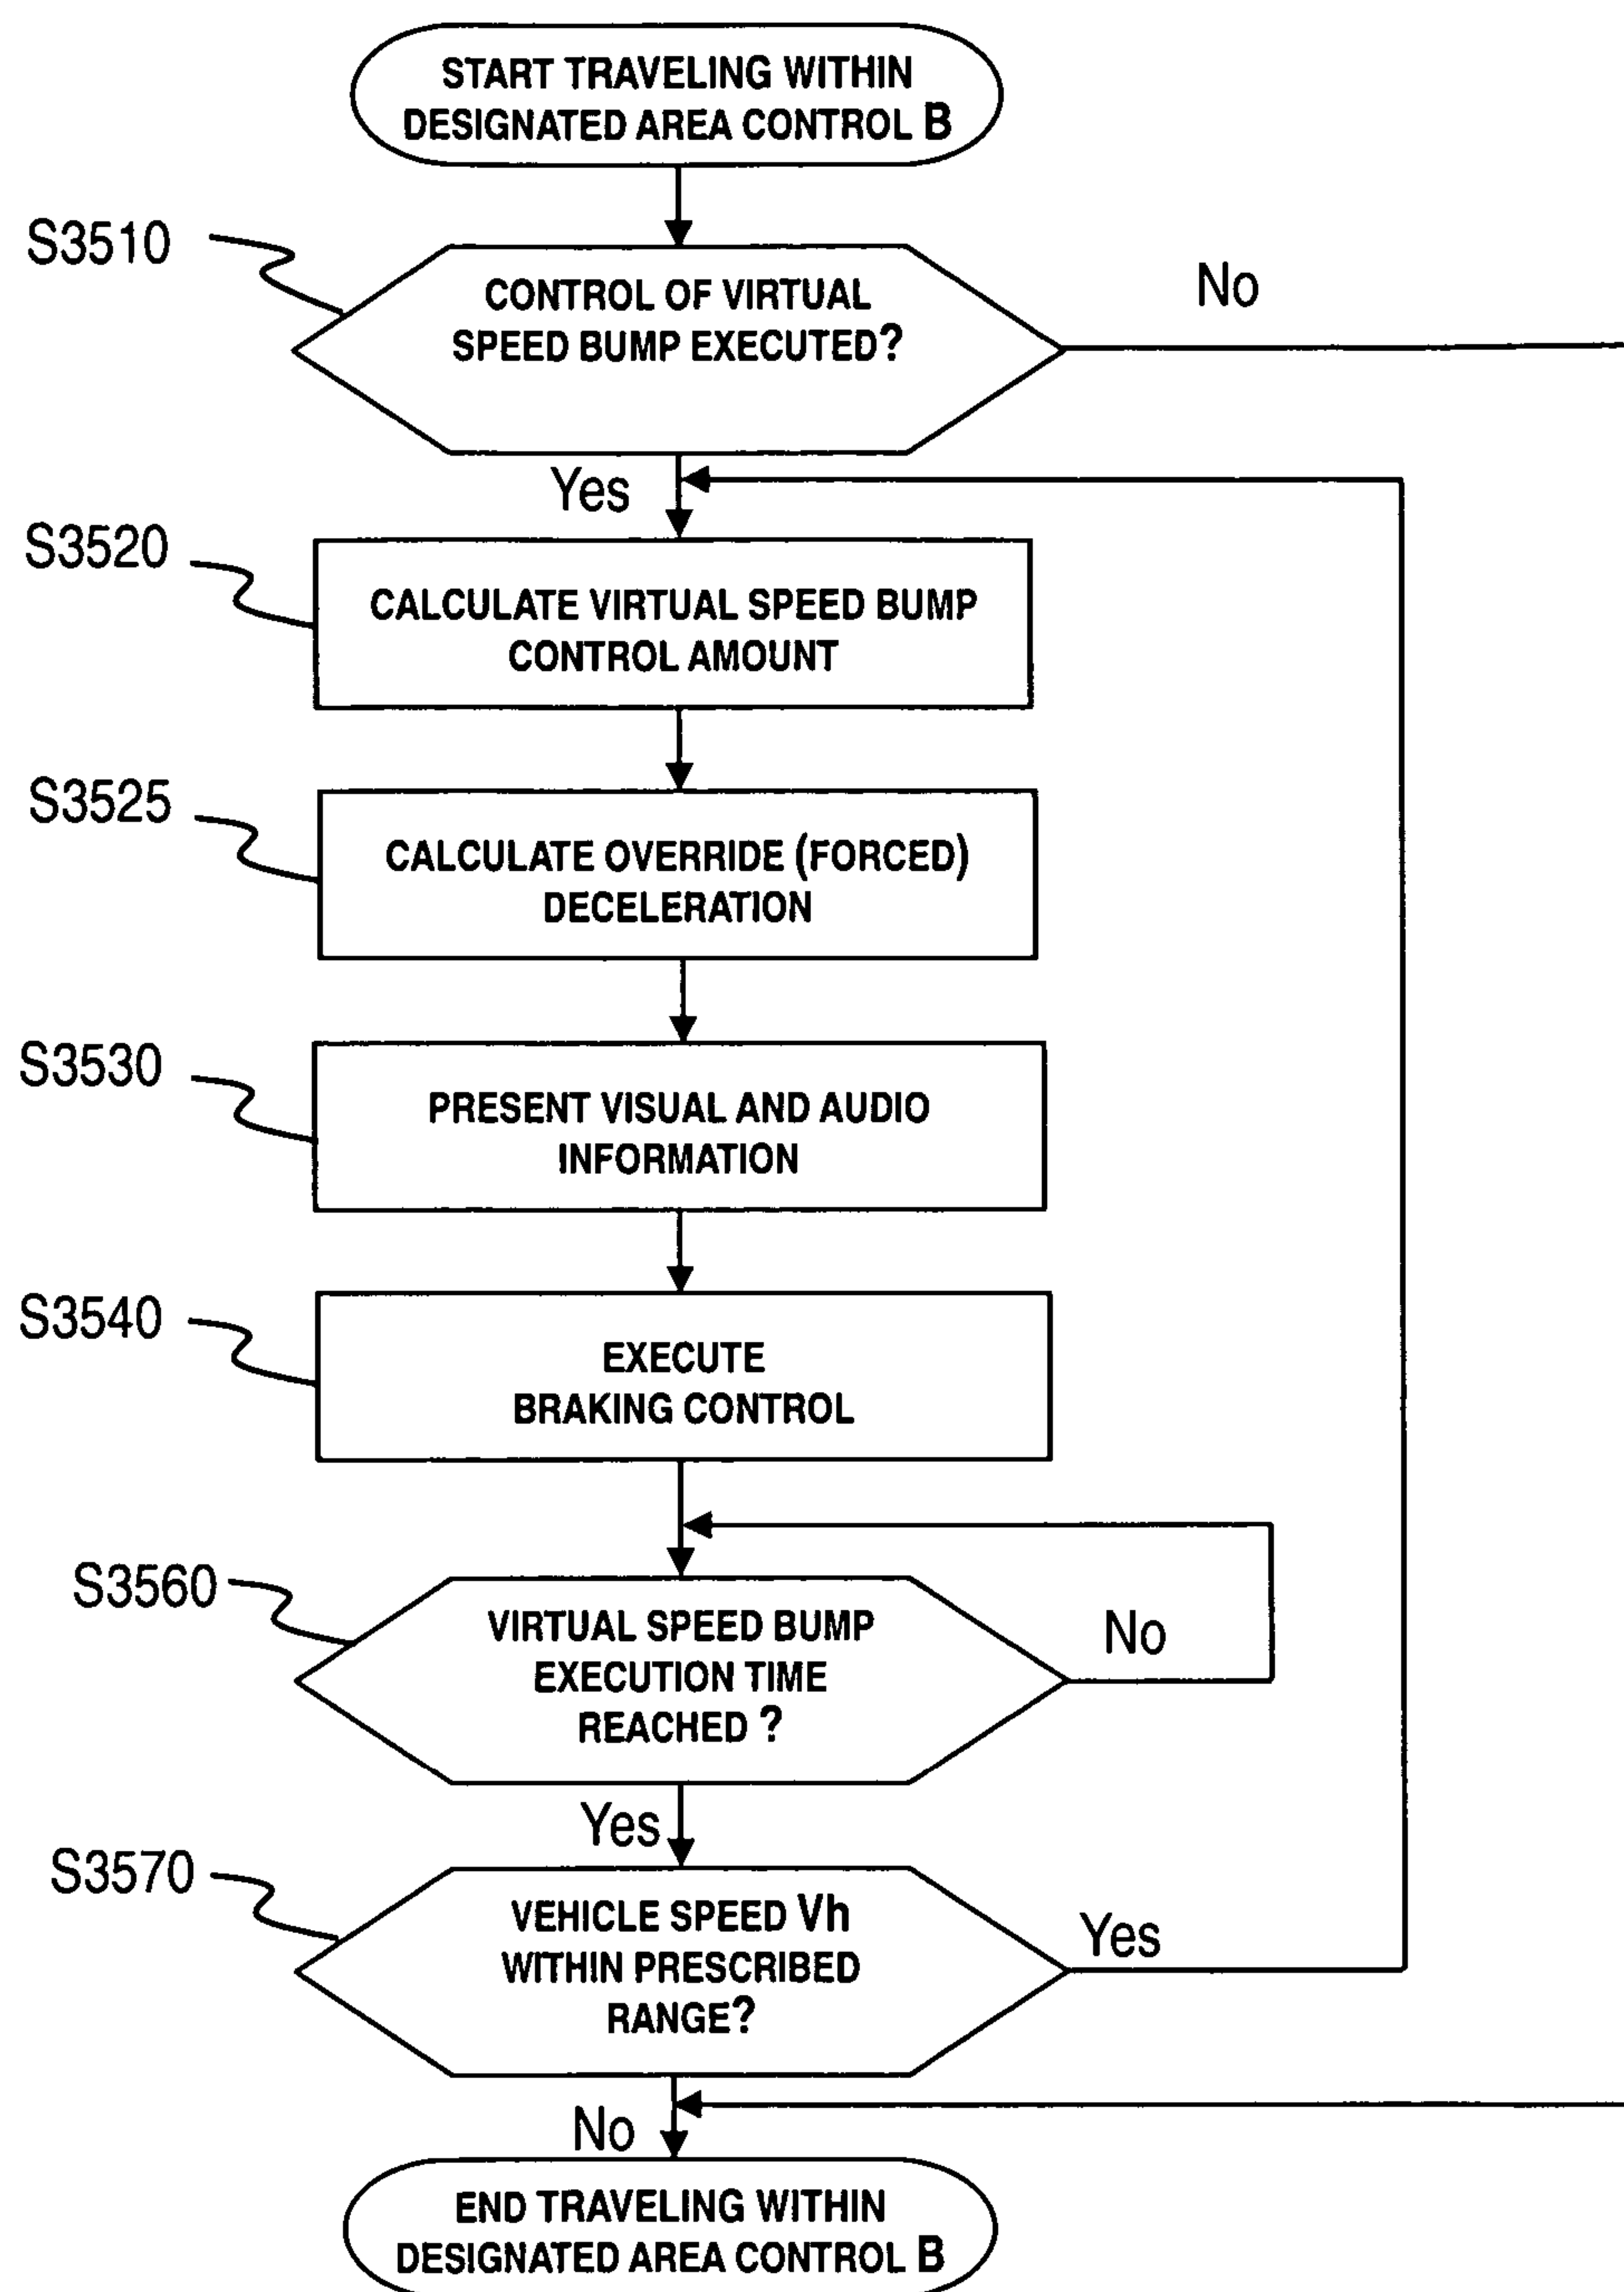 START TRAVELING WITHIN
DESIGNATED AREA CONTROL B
S3510
CONTROL OF VIRTUAL
SPEED BUMP EXECUTED?
No
Yes
S3520
CALCULATE VIRTUAL SPEED BUMP
CONTROL AMOUNT
S3525
CALCULATE OVERRIDE (FORCED)
DECELERATION
S3530
PRESENT VISUAL AND AUDIO
INFORMATION
S3540
EXECUTE
BRAKING CONTROL
S3560
VIRTUAL SPEED BUMP
EXECUTION TIME
REACHED ?
No
Yes
S3570
VEHICLE SPEED Vh
WITHIN PRESCRIBED
RANGE?
Yes
No
END TRAVELING WITHIN
DESIGNATED AREA CONTROL B